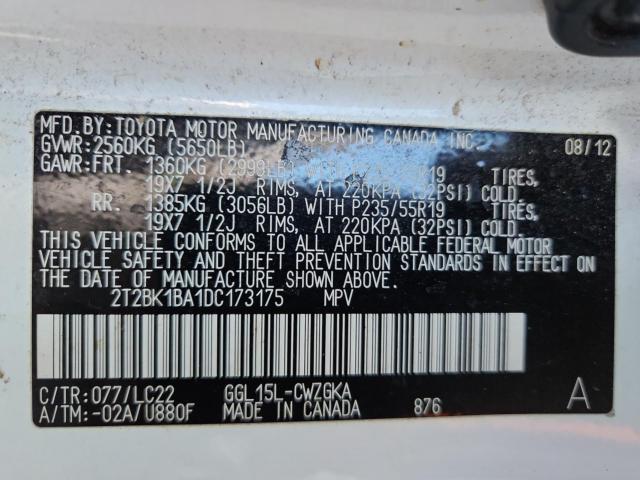 MFD.BY:TOYOTA MOTOR MANUFACTURING CANADA INC. 08/12
GVWR:2560KG (5650LB)
GAWR:FRT. 1360KG (2999LB) WITH P235/55R19 TIRES,
19X7 1/2J RIMS, AT 220KPA (32PSI) COLD.
RR. 1385KG (3056LB) WITH P235/55R19 TIRES,
19X7 1/2J RIMS, AT 220KPA (32PSI) COLD.
THIS VEHICLE CONFORMS TO ALL APPLICABLE FEDERAL MOTOR
VEHICLE SAFETY AND THEFT PREVENTION STANDARDS IN EFFECT ON
THE DATE OF MANUFACTURE SHOWN ABOVE.
2T2BK1BA1DC173175 MPV
C/TR:077/LC22 GGL15L-CWZGKA A
A/TM:-02A/U880F MADE IN CANADA 876